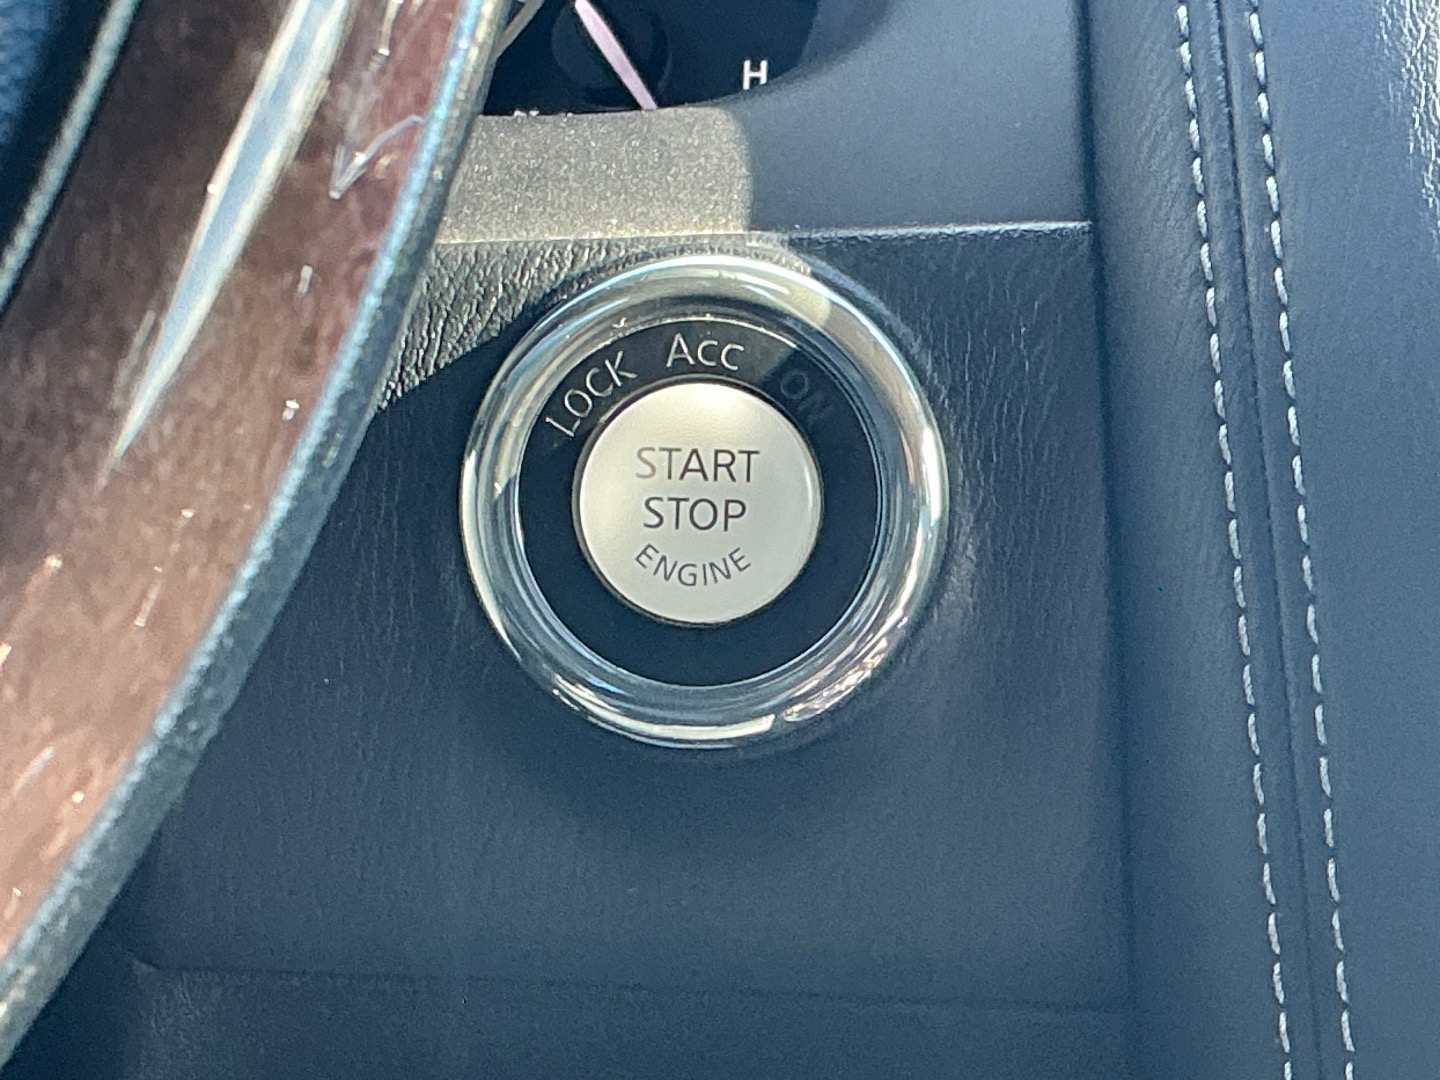 H
LOCK ACC ON
START
STOP
ENGINE